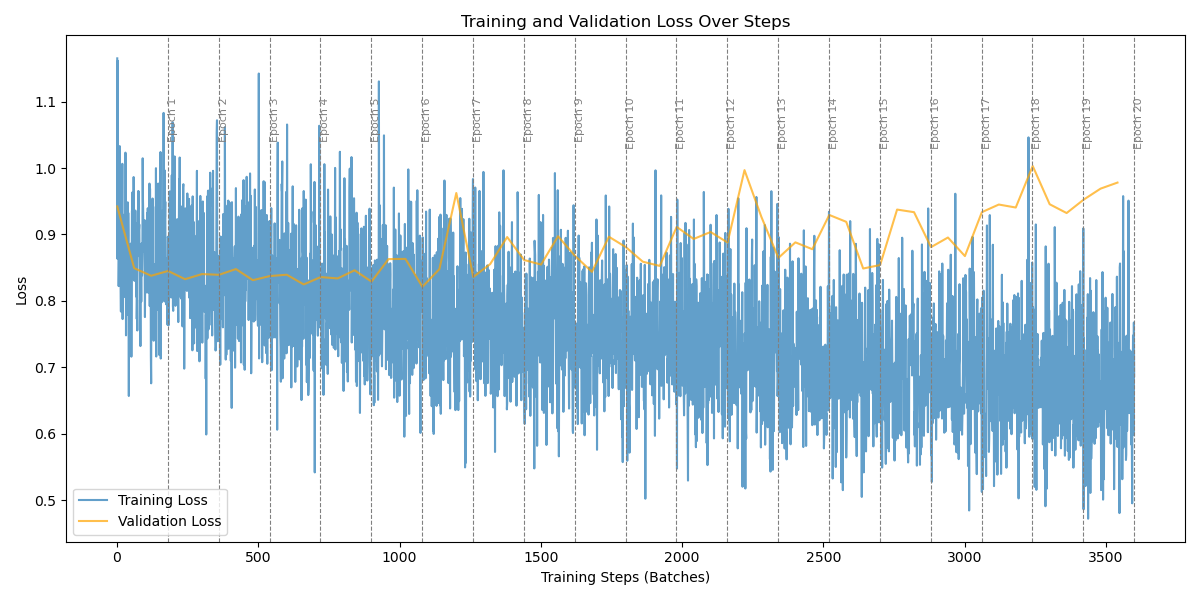 Training and Validation Loss Over Steps
Loss
1.1
1.0
0.9
0.8
0.7
0.6
0.5
Epoch 1
Epoch 2
Epoch 3
Epoch 4
Epoch 5
Epoch 6
Epoch 7
Epoch 8
Epoch 9
Epoch 10
Epoch 11
Epoch 12
Epoch 13
Epoch 14
Epoch 15
Epoch 16
Epoch 17
Epoch 18
Epoch 19
Epoch 20
Training Loss
Validation Loss
0
500
1000
1500
2000
2500
3000
3500
Training Steps (Batches)